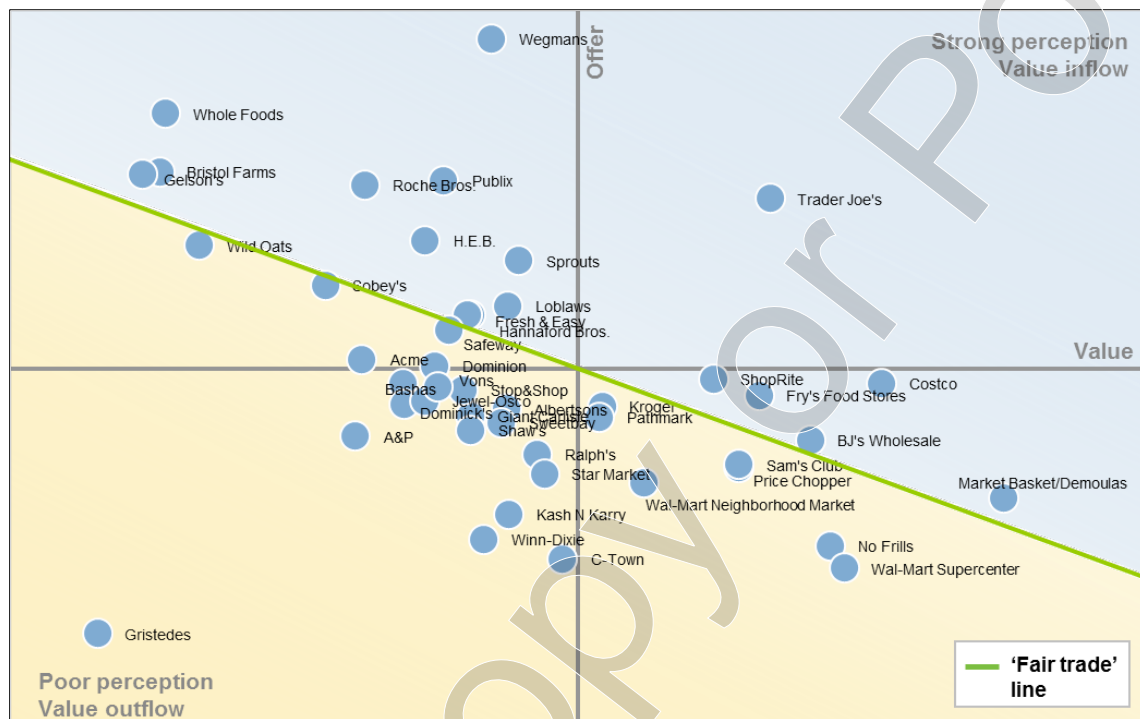 Wegmans
Offer
Strong perception
Value inflow
Whole Foods
Bristol Farms
Gelson's
Roche Bros.
Publix
Trader Joe's
Wild Oats
H.E.B.
Sprouts
Sobey's
Loblaws
Fresh & Easy
Hannaford Bros.
Safeway
Value
Acme
Dominion
Vons
Bashas
Stop&Shop
ShopRite
Costco
Fry's Food Stores
Jewel-Osco
Dominick's
Albertsons
Giant Carlisle
Sweetbay
Kroger
Pathmark
A&P
Shaw's
BJ's Wholesale
Ralph's
Sam's Club
Star Market
Price Chopper
Market Basket/Demoulas
Wal-Mart Neighborhood Market
Kash N Karry
Winn-Dixie
No Frills
C-Town
Wal-Mart Supercenter
Gristedes
Poor perception
Value outflow
‘Fair trade’
line
opy or Po